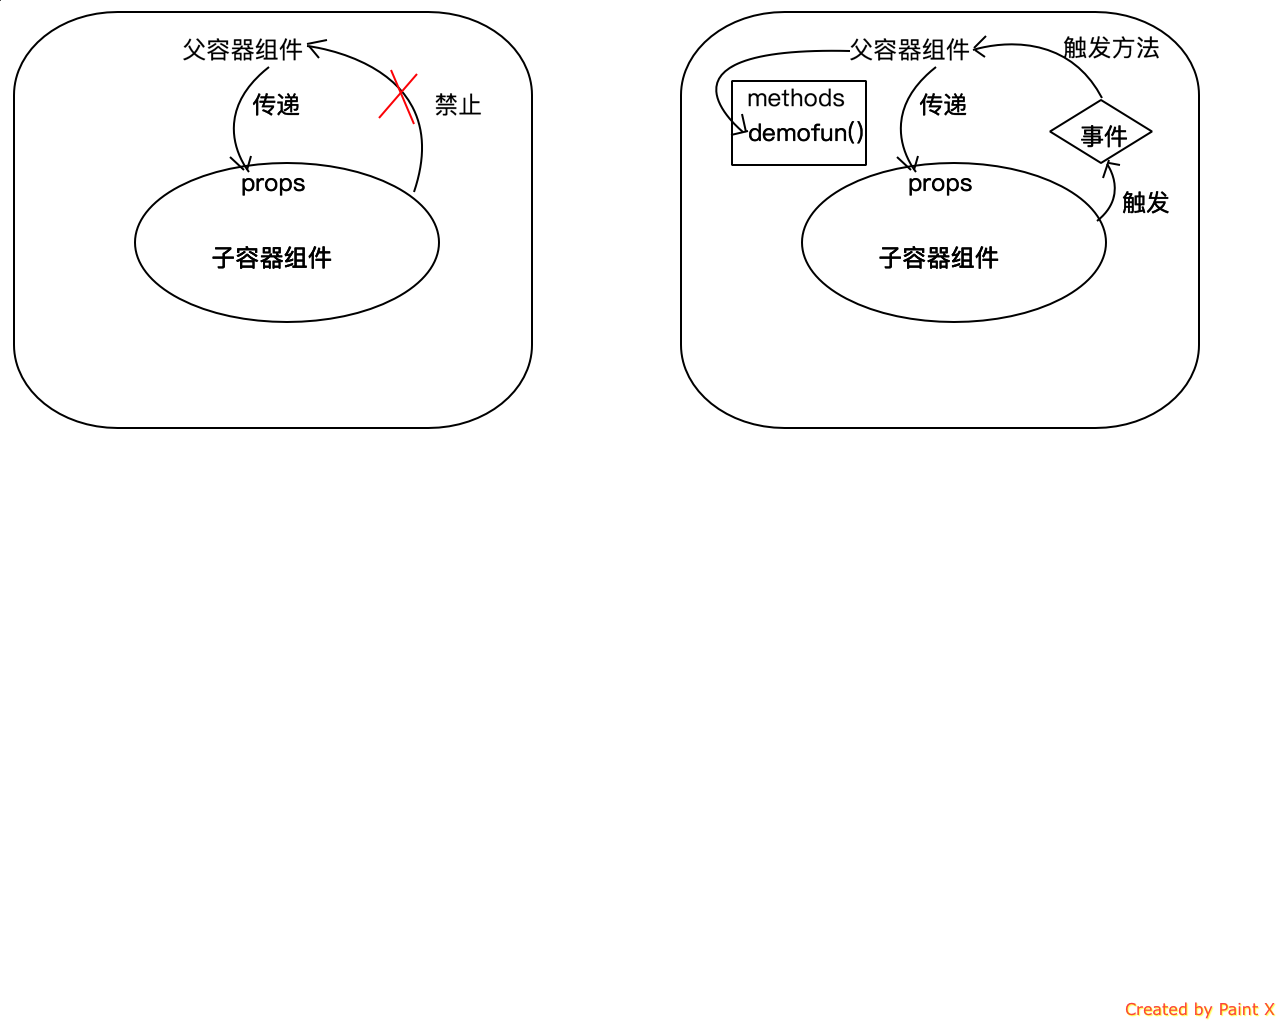 父容器组件
传递
禁止
props
子容器组件
父容器组件
触发方法
methods
demofun()
传递
事件
props
触发
子容器组件
Created by Paint X